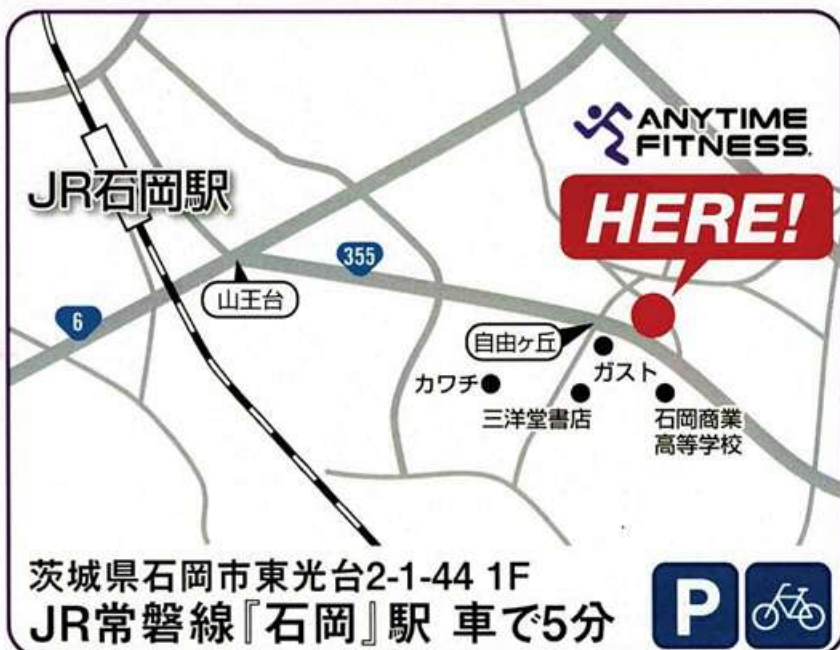 ANYTIME
FITNESS.
HERE!
JR石岡駅
355
山王台
6
自由ヶ丘
ガスト
カワチ
三洋堂書店
石岡商業
高等学校
茨城県石岡市東光台2-1-44 1F
JR常磐線『石岡』駅 車で5分
P